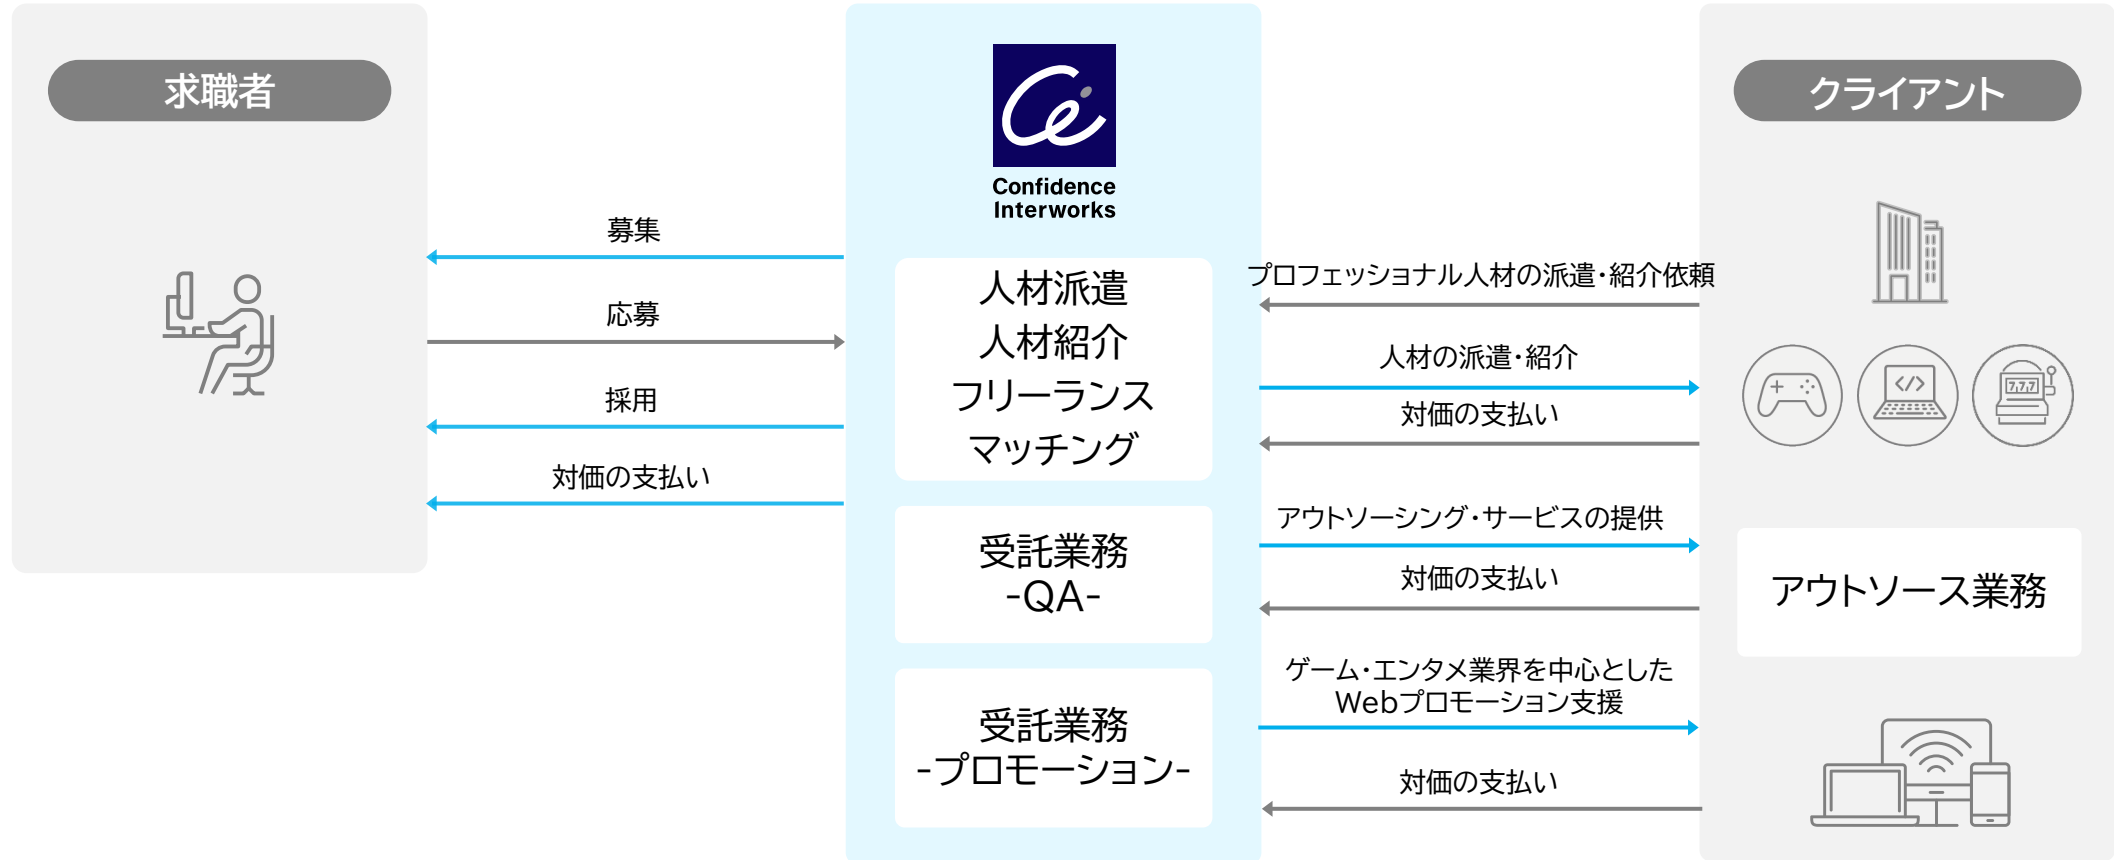 求職者
募集
応募
採用
対価の支払い
Confidence
Interworks
人材派遣
人材紹介
フリーランス
マッチング
受託業務
-QA-
受託業務
-プロモーション-
プロフェッショナル人材の派遣・紹介依頼
人材の派遣・紹介
対価の支払い
アウトソーシング・サービスの提供
対価の支払い
ゲーム・エンタメ業界を中心とした
Webプロモーション支援
対価の支払い
クライアント
</>
7,7,7
アウトソース業務